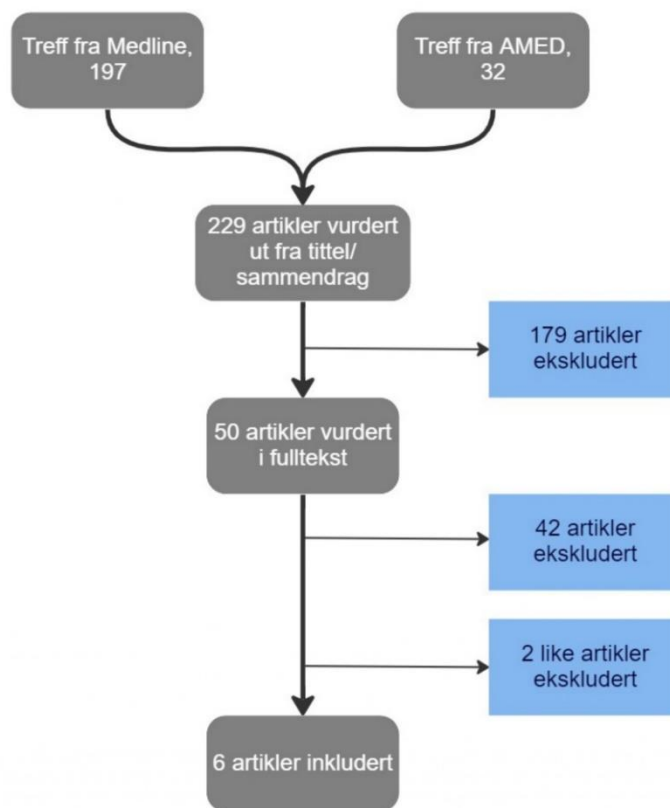 Treff fra Medline,
197
Treff fra AMED,
32
229 artikler vurdert
ut fra tittel/
sammendrag
179 artikler
ekskludert
50 artikler vurdert
i fulltekst
42 artikler
ekskludert
2 like artikler
ekskludert
6 artikler inkludert